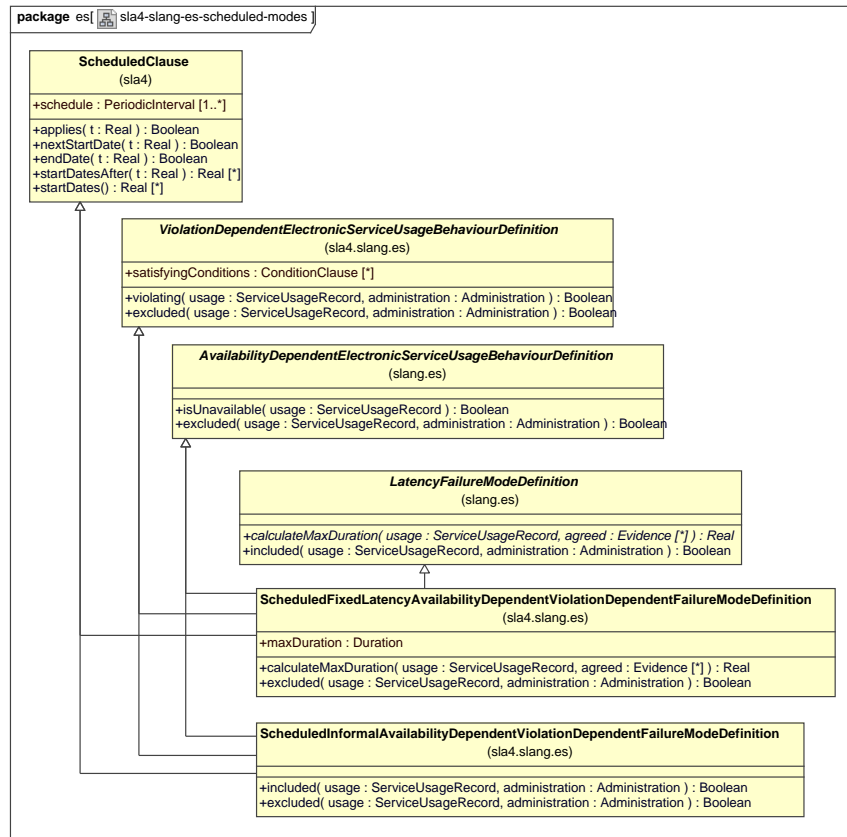 package es[ sla4-slang-es-scheduled-modes ]
ScheduledClause
(sla4)
+schedule : PeriodicInterval [1..*]
+applies( t : Real ) : Boolean
+nextStartDate( t : Real ) : Boolean
+endDate( t : Real ) : Boolean
+startDatesAfter( t : Real ) : Real [*]
+startDates() : Real [*]
ViolationDependentElectronicServiceUsageBehaviourDefinition
(sla4.slang.es)
+satisfyingConditions : ConditionClause [*]
+violating( usage : ServiceUsageRecord, administration : Administration ) : Boolean
+excluded( usage : ServiceUsageRecord, administration : Administration ) : Boolean
AvailabilityDependentElectronicServiceUsageBehaviourDefinition
(slang.es)
+isUnavailable( usage : ServiceUsageRecord ) : Boolean
+excluded( usage : ServiceUsageRecord, administration : Administration ) : Boolean
LatencyFailureModeDefinition
(slang.es)
+calculateMaxDuration( usage : ServiceUsageRecord, agreed : Evidence [*] ) : Real
+included( usage : ServiceUsageRecord, administration : Administration ) : Boolean
ScheduledFixedLatencyAvailabilityDependentViolationDependentFailureModeDefinition
(sla4.slang.es)
+maxDuration : Duration
+calculateMaxDuration( usage : ServiceUsageRecord, agreed : Evidence [*] ) : Real
+excluded( usage : ServiceUsageRecord, administration : Administration ) : Boolean
ScheduledInformalAvailabilityDependentViolationDependentFailureModeDefinition
(sla4.slang.es)
+included( usage : ServiceUsageRecord, administration : Administration ) : Boolean
+excluded( usage : ServiceUsageRecord, administration : Administration ) : Boolean